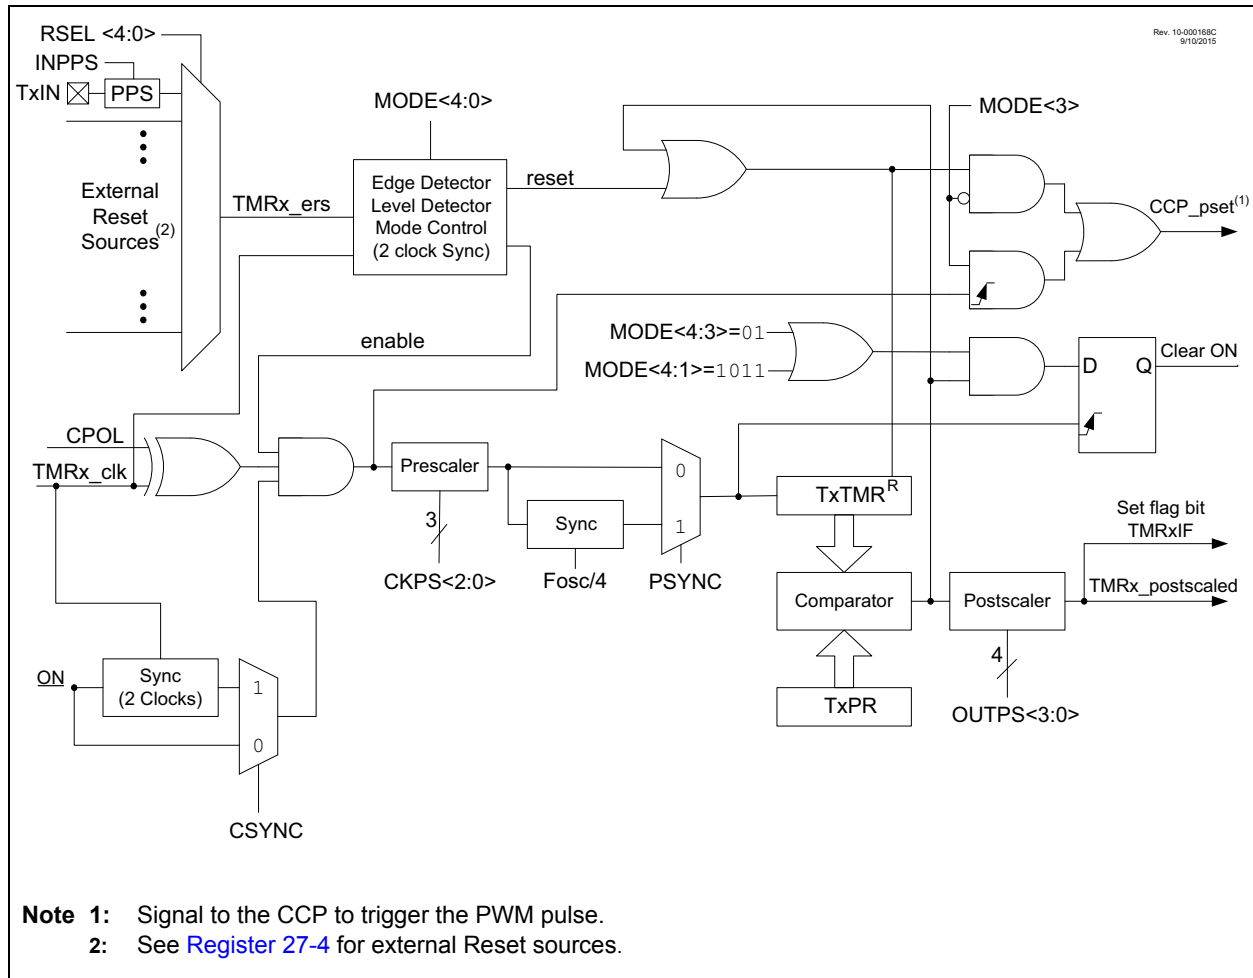 Rev. 10-000168C
9/10/2015
RSEL <4:0>
INPPS
TxIN
PPS
MODE<4:0>
MODE<3>
External
Reset
Sources(2)
TMRx_ers
Edge Detector
Level Detector
Mode Control
(2 clock Sync)
reset
CCP_pset(1)
enable
MODE<4:3>=01
MODE<4:1>=1011
D
Q
Clear ON
CPOL
TMRx_clk
Prescaler
0
1
TxTMR
R
3
Sync
Set flag bit
TMRxIF
CKPS<2:0>
Fosc/4
PSYNC
Comparator
Postscaler
TMRx_postscaled
ON
Sync
(2 Clocks)
1
0
4
TxPR
OUTPS<3:0>
CSYNC
Note 1: Signal to the CCP to trigger the PWM pulse.
2: See Register 27-4 for external Reset sources.